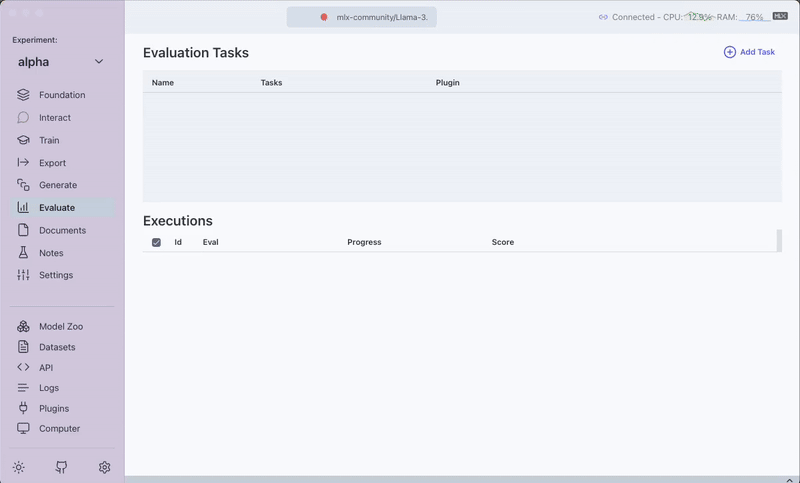 mlx-community/Llama-3.
Connected - CPU: 12.9% RAM: 76% MLX
Experiment:
alpha
Foundation
Interact
Train
Export
Generate
Evaluate
Documents
Notes
Settings
Model Zoo
Datasets
API
Logs
Plugins
Computer
Evaluation Tasks
Add Task
Name Tasks Plugin
Executions
Id Eval Progress Score